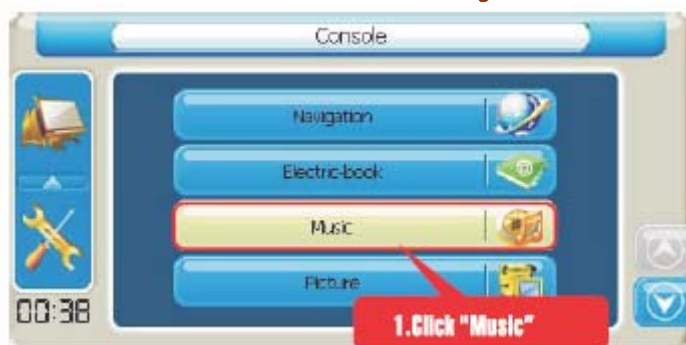 Console
Navigation
Electric-book
Music
Picture
00:38
1.Click "Music"